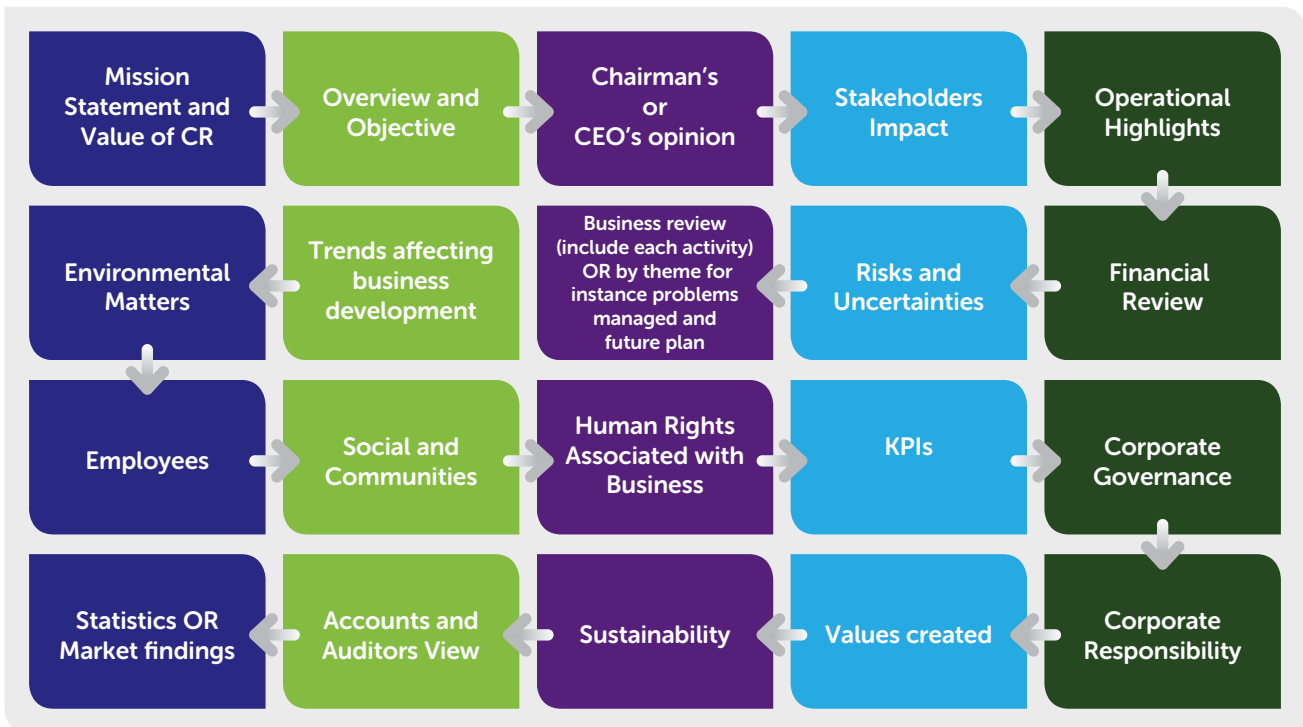 Mission
Statement and
Value of CR
Overview and
Objective
Chairman’s
or
CEO’s opinion
Stakeholders
Impact
Operational
Highlights
Financial
Review
Risks and
Uncertainties
Business review
(include each activity)
OR by theme for
instance problems
managed and
future plan
Trends affecting
business
development
Environmental
Matters
Employees
Social and
Communities
Human Rights
Associated with
Business
KPIs
Corporate
Governance
Corporate
Responsibility
Values created
Sustainability
Accounts and
Auditors View
Statistics OR
Market findings